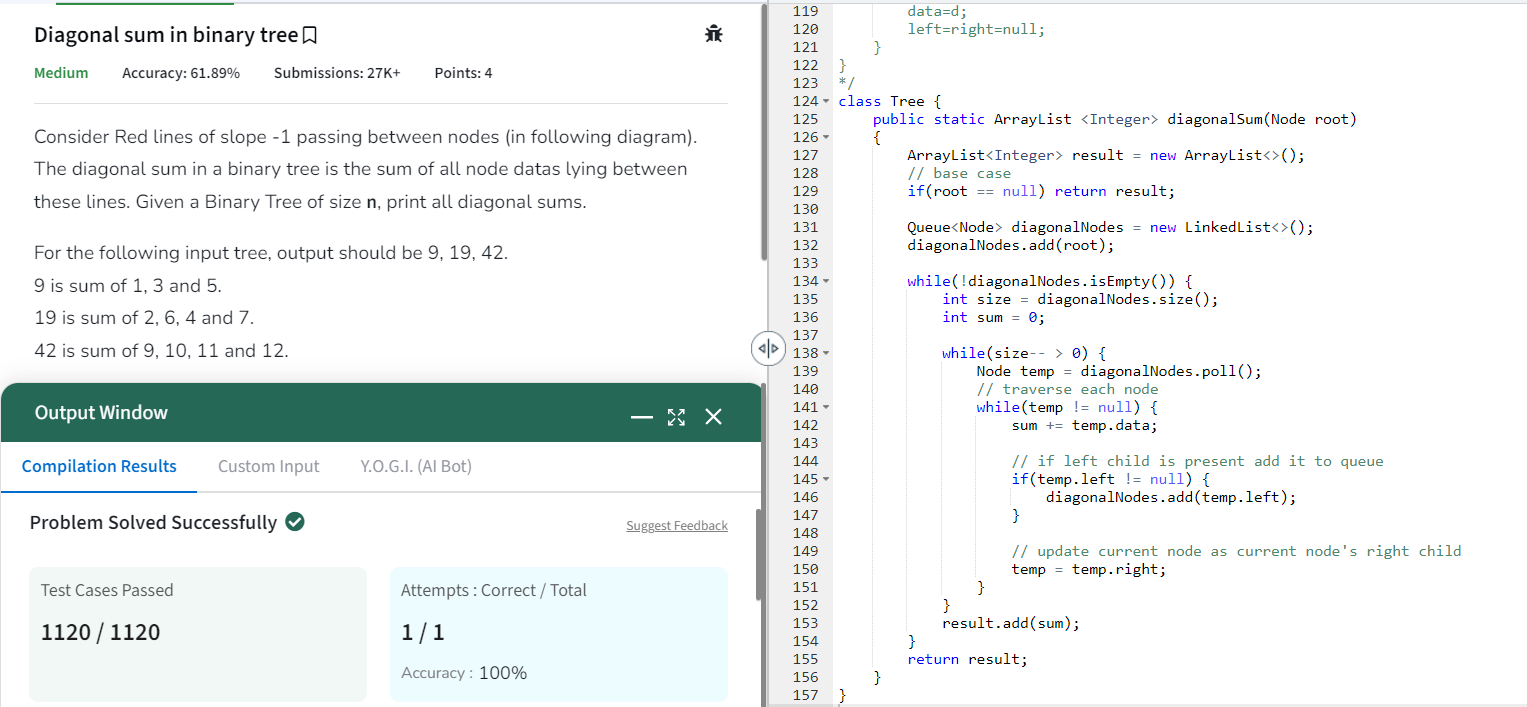 Diagonal sum in binary tree
Medium Accuracy: 61.89% Submissions: 27K+ Points: 4
Consider Red lines of slope -1 passing between nodes (in following diagram).
The diagonal sum in a binary tree is the sum of all node datas lying between
these lines. Given a Binary Tree of size n, print all diagonal sums.
For the following input tree, output should be 9, 19, 42.
9 is sum of 1, 3 and 5.
19 is sum of 2, 6, 4 and 7.
42 is sum of 9, 10, 11 and 12.
Output Window
Compilation Results Custom Input Y.O.G.I. (AI Bot)
Problem Solved Successfully
Suggest Feedback
Test Cases Passed
1120 / 1120
Attempts : Correct / Total
1 / 1
Accuracy : 100%
119 data=d;
120 left=right=null;
121 }
122 }
123 */
124 class Tree {
125 public static ArrayList <Integer> diagonalSum(Node root)
126 {
127 ArrayList<Integer> result = new ArrayList<>();
128 // base case
129 if(root == null) return result;
130
131 Queue<Node> diagonalNodes = new LinkedList<>();
132 diagonalNodes.add(root);
133
134 while(!diagonalNodes.isEmpty()) {
135 int size = diagonalNodes.size();
136 int sum = 0;
137
138 while(size-- > 0) {
139 Node temp = diagonalNodes.poll();
140 // traverse each node
141 while(temp != null) {
142 sum += temp.data;
143
144 // if left child is present add it to queue
145 if(temp.left != null) {
146 diagonalNodes.add(temp.left);
147 }
148
149 // update current node as current node's right child
150 temp = temp.right;
151 }
152 }
153 result.add(sum);
154 }
155 return result;
156 }
157 }